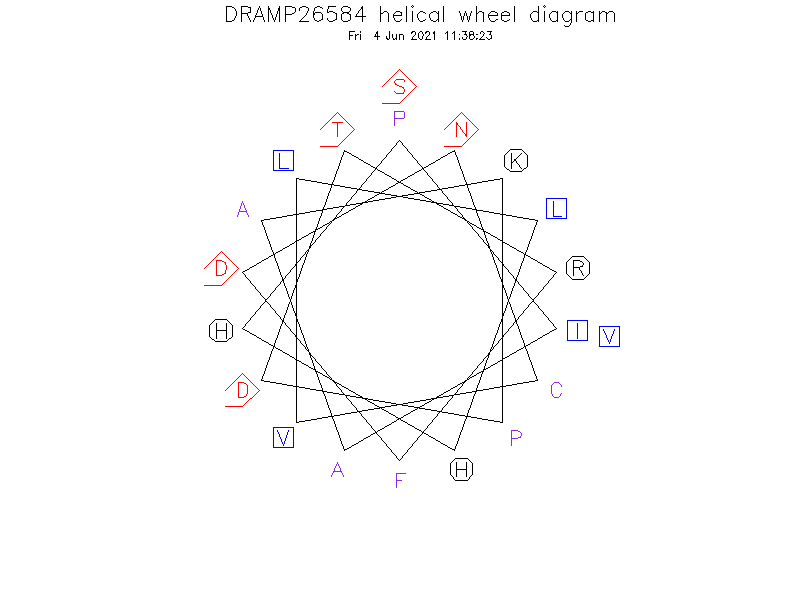 DRAMP26584 helical wheel diagram
Fri 4 Jun 2021 11:38:23
S
P
T N
L K
A L
D R
H I V
D C
V P
A H
F